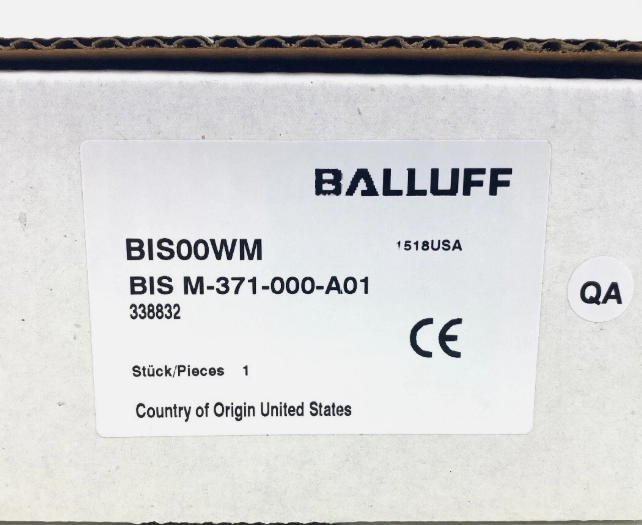 BALLUFF
BIS00WM 1518USA
BIS M-371-000-A01
338832
CE
Stück/Pieces 1
Country of Origin United States
QA